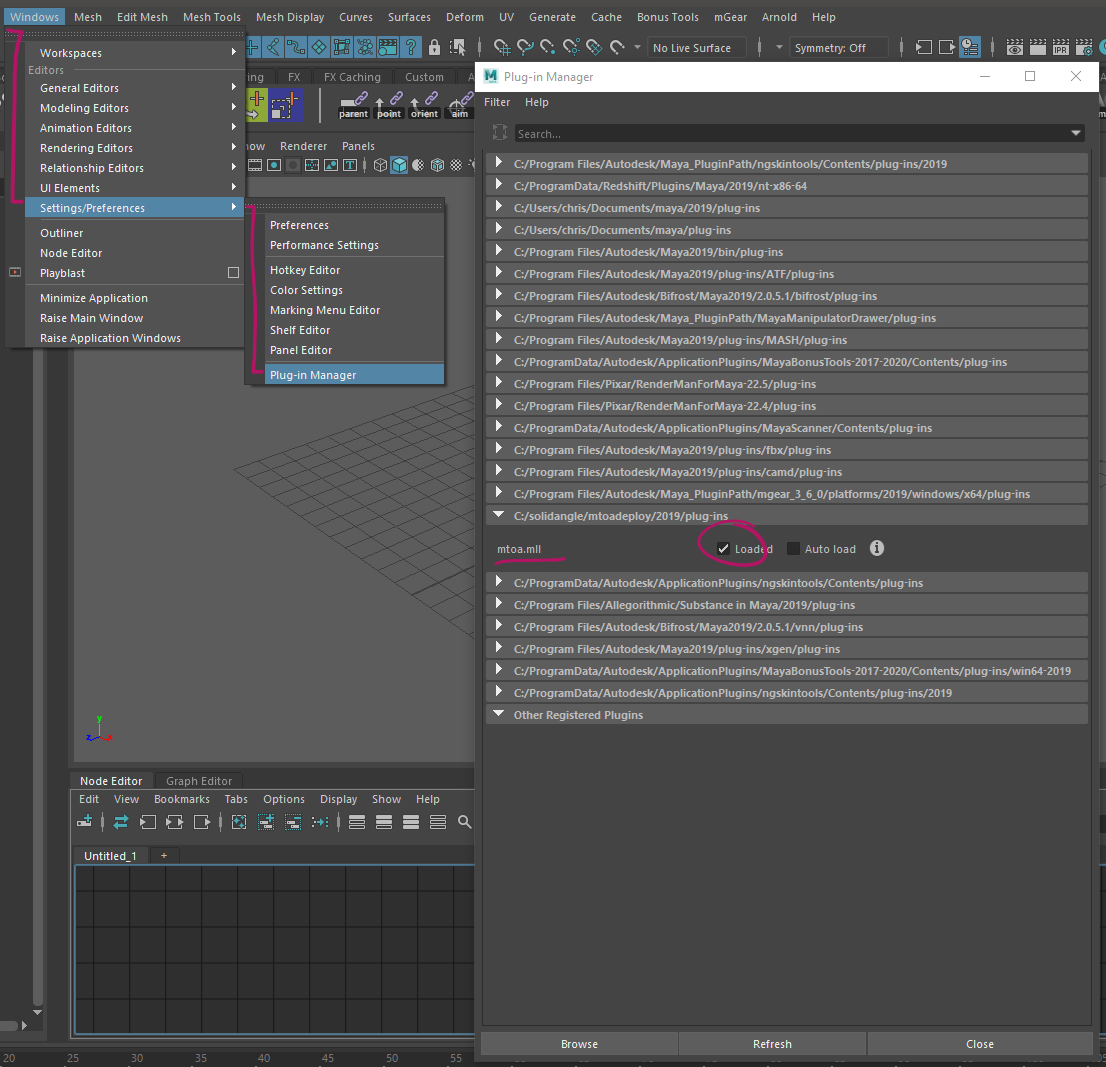 Windows Mesh Edit Mesh Mesh Tools Mesh Display Curves Surfaces Deform UV Generate Cache Bonus Tools mGear Arnold Help
No Live Surface
Symmetry: Off
IPR
Workspaces
Editors
General Editors
Modeling Editors
Animation Editors
Rendering Editors
Relationship Editors
UI Elements
Settings/Preferences
Outliner
Node Editor
Playblast
Minimize Application
Raise Main Window
Raise Application Windows
FX FX Caching Custom
parent point orient aim
Renderer Panels
Preferences
Performance Settings
Hotkey Editor
Color Settings
Marking Menu Editor
Shelf Editor
Panel Editor
Plug-in Manager
y
z x
Plug-in Manager
Filter Help
Search...
C:/Program Files/Autodesk/Maya_PluginPath/ngskintools/Contents/plug-ins/2019
C:/ProgramData/Redshift/Plugins/Maya/2019/nt-x86-64
C:/Users/chris/Documents/maya/2019/plug-ins
C:/Users/chris/Documents/maya/plug-ins
C:/Program Files/Autodesk/Maya2019/bin/plug-ins
C:/Program Files/Autodesk/Maya2019/plug-ins/ATF/plug-ins
C:/Program Files/Autodesk/Bifrost/Maya2019/2.0.5.1/bifrost/plug-ins
C:/Program Files/Autodesk/Maya_PluginPath/MayaManipulatorDrawer/plug-ins
C:/Program Files/Autodesk/Maya2019/plug-ins/MASH/plug-ins
C:/ProgramData/Autodesk/ApplicationPlugins/MayaBonusTools-2017-2020/Contents/plug-ins
C:/Program Files/Pixar/RenderManForMaya-22.5/plug-ins
C:/Program Files/Pixar/RenderManForMaya-22.4/plug-ins
C:/ProgramData/Autodesk/ApplicationPlugins/MayaScanner/Contents/plug-ins
C:/Program Files/Autodesk/Maya2019/plug-ins/fbx/plug-ins
C:/Program Files/Autodesk/Maya2019/plug-ins/camd/plug-ins
C:/Program Files/Autodesk/Maya_PluginPath/mgear_3_6_0/platforms/2019/windows/x64/plug-ins
C:/solidangle/mtoadeploy/2019/plug-ins
mtoa.mll Loaded Auto load
C:/ProgramData/Autodesk/ApplicationPlugins/ngskintools/Contents/plug-ins
C:/Program Files/Allegorithmic/Substance in Maya/2019/plug-ins
C:/Program Files/Autodesk/Bifrost/Maya2019/2.0.5.1/vnn/plug-ins
C:/Program Files/Autodesk/Maya2019/plug-ins/xgen/plug-ins
C:/ProgramData/Autodesk/ApplicationPlugins/MayaBonusTools-2017-2020/Contents/plug-ins/win64-2019
C:/ProgramData/Autodesk/ApplicationPlugins/ngskintools/Contents/plug-ins/2019
Other Registered Plugins
Browse Refresh Close
Node Editor Graph Editor
Edit View Bookmarks Tabs Options Display Show Help
Untitled_1 +
20 25 30 35 40 45 50 55